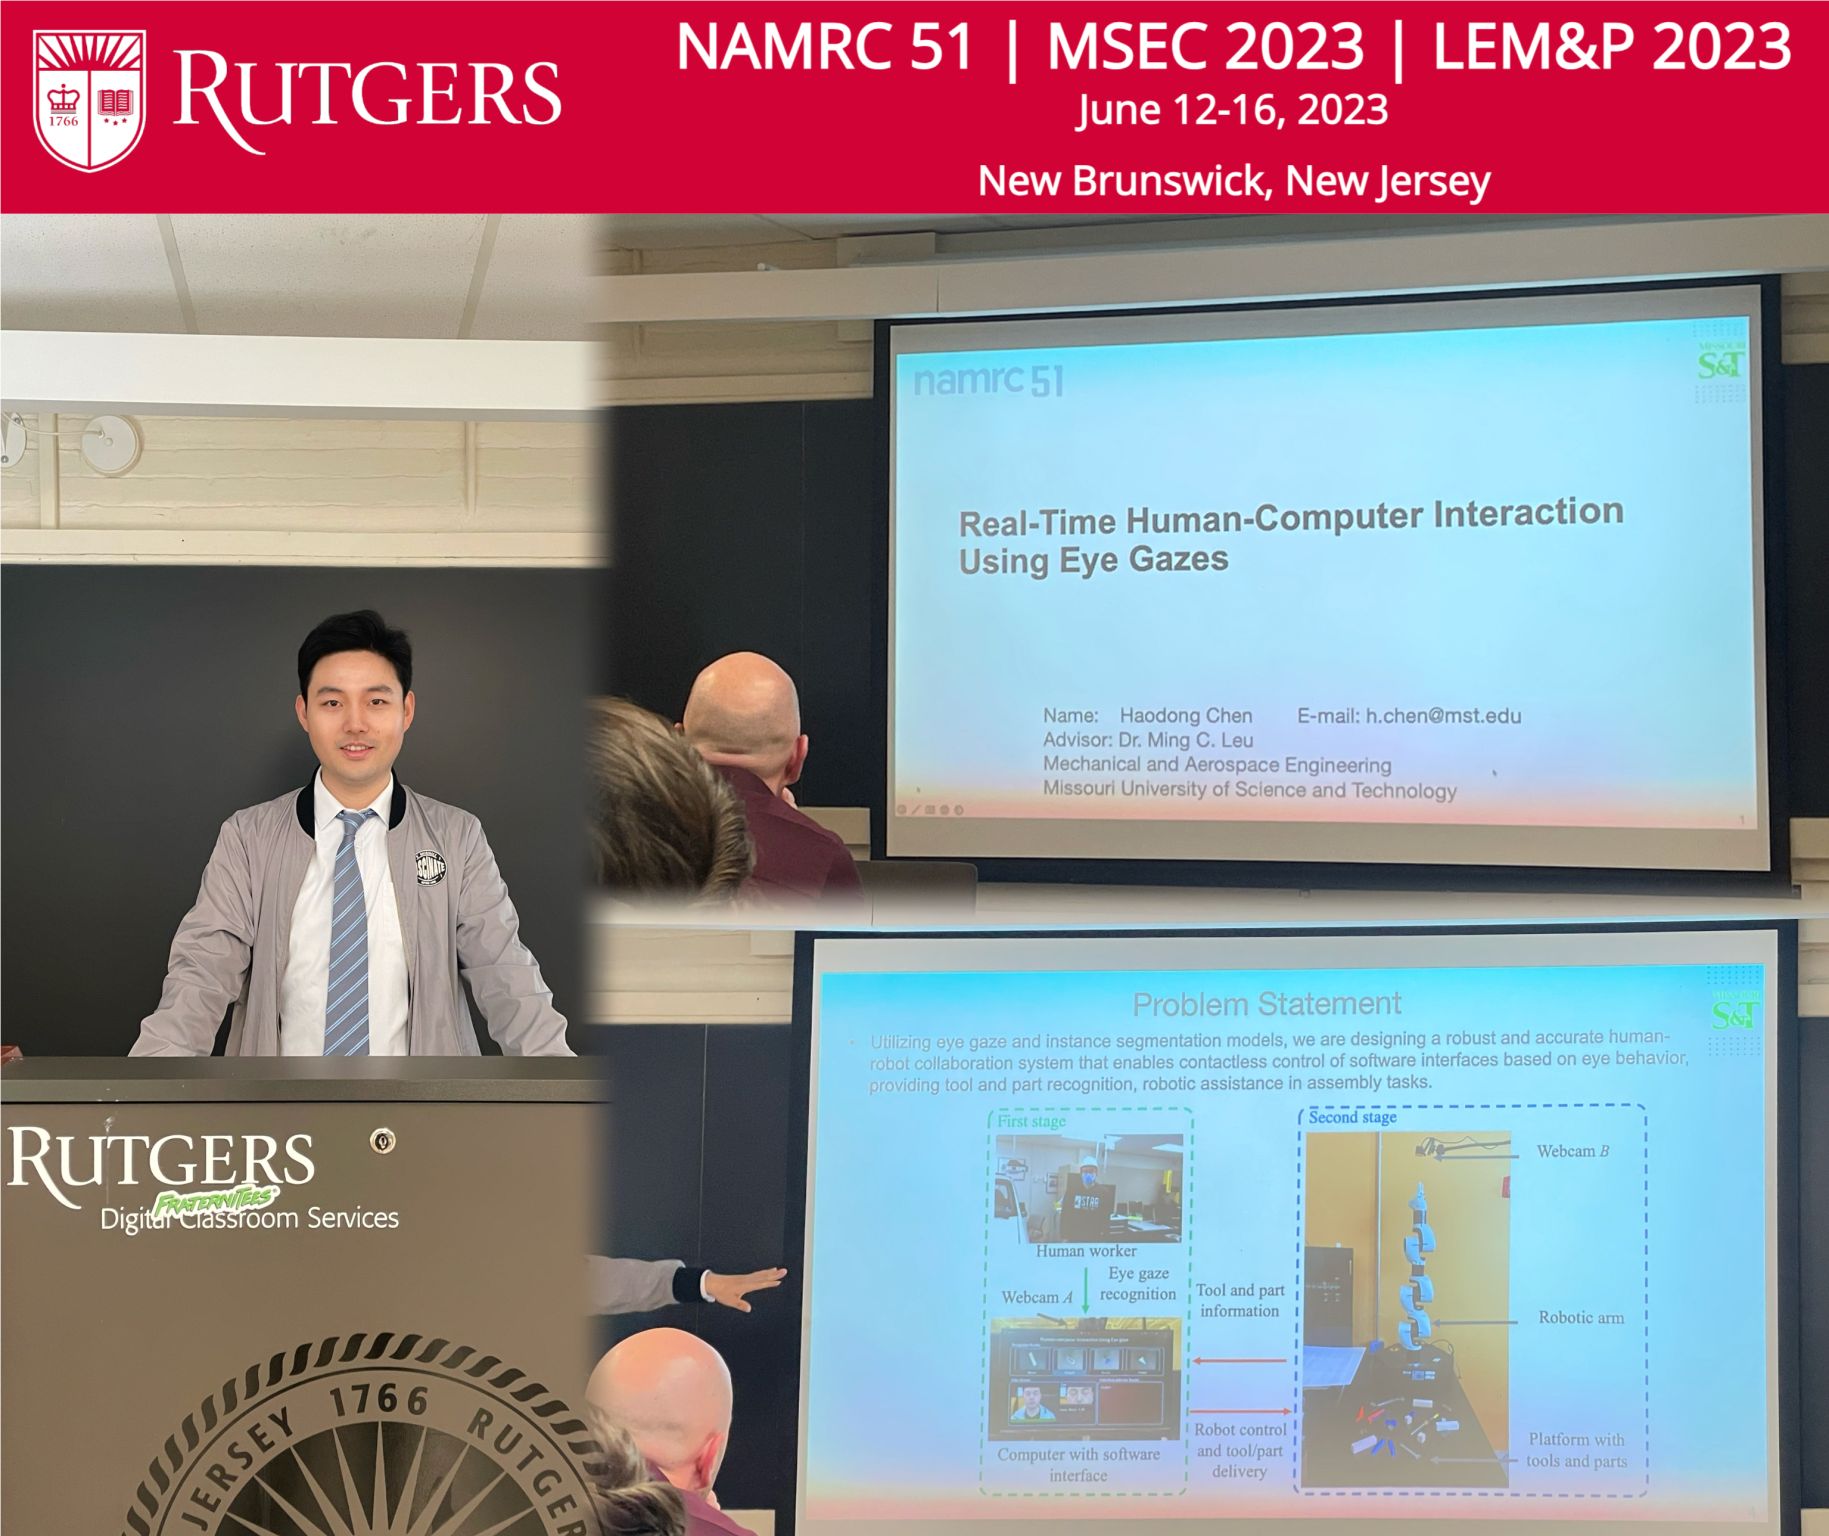 RUTGERS
1766
NAMRC 51 | MSEC 2023 | LEM&P 2023
June 12-16, 2023
New Brunswick, New Jersey
namrc 51
MISSOURI
S&T
Real-Time Human-Computer Interaction
Using Eye Gazes
Name: Haodong Chen E-mail: h.chen@mst.edu
Advisor: Dr. Ming C. Leu
Mechanical and Aerospace Engineering
Missouri University of Science and Technology
1
Problem Statement
MISSOURI
S&T
• Utilizing eye gaze and instance segmentation models, we are designing a robust and accurate human-
robot collaboration system that enables contactless control of software interfaces based on eye behavior,
providing tool and part recognition, robotic assistance in assembly tasks.
First stage
Human worker
Eye gaze
recognition
Webcam A
Computer with software
interface
Tool and part
information
Robot control
and tool/part
delivery
Second stage
Webcam B
Robotic arm
Platform with
tools and parts
RUTGERS
FRATERNITEES
Digital Classroom Services
JERSEY 1766 RUTGER